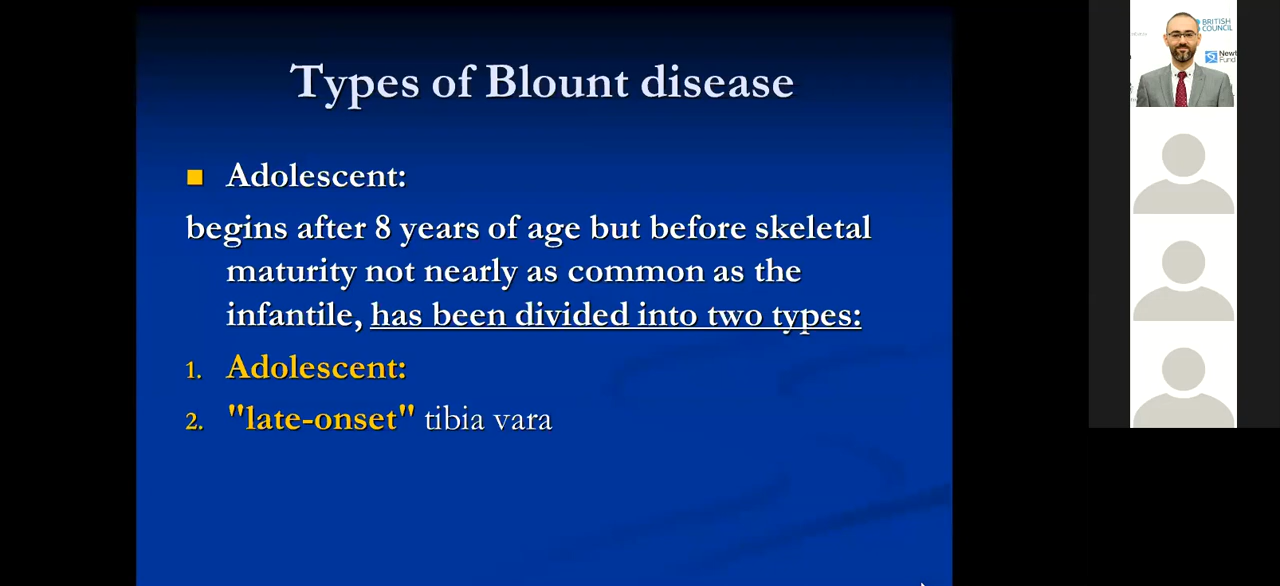 Types of Blount disease
■ Adolescent:
begins after 8 years of age but before skeletal
maturity not nearly as common as the
infantile, has been divided into two types:
1. Adolescent:
2. "late-onset" tibia vara
BRITISH
COUNCIL
Fund